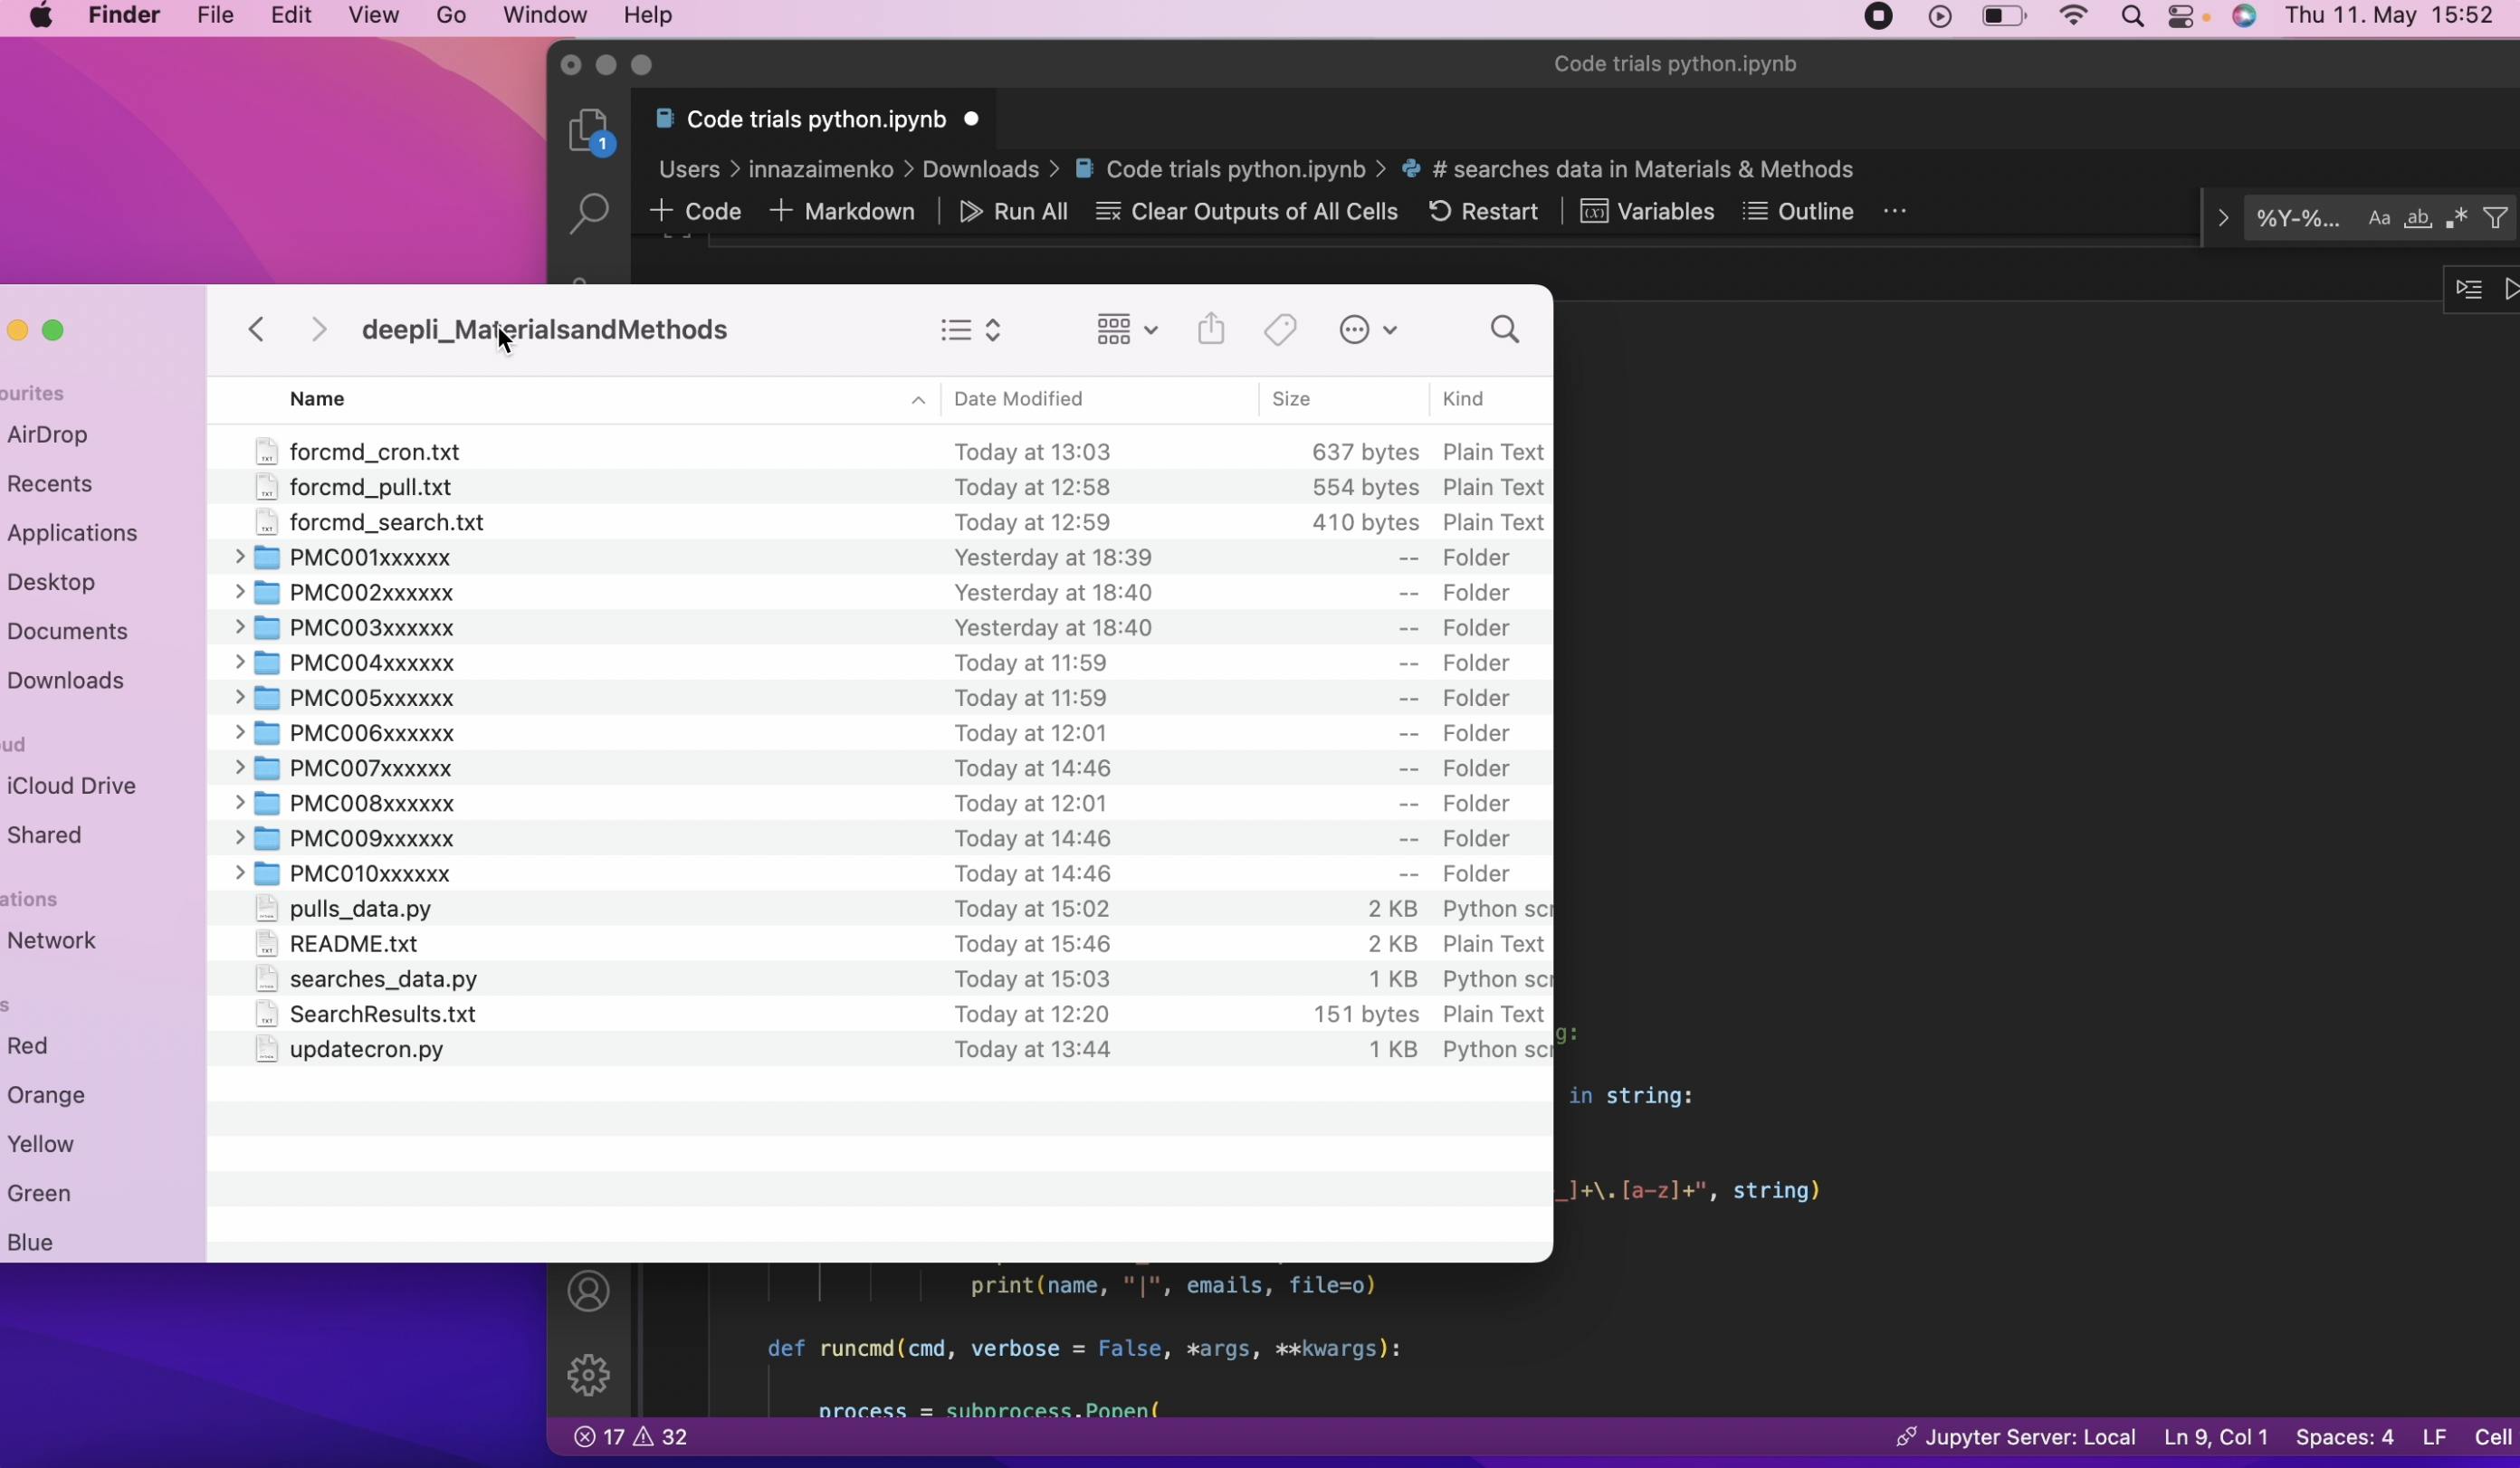 Finder File Edit View Go Window Help Thu 11. May 15:52
Code trials python.ipynb
Code trials python.ipynb
1
Users > innazaimenko > Downloads > Code trials python.ipynb > # searches data in Materials & Methods
+ Code + Markdown Run All Clear Outputs of All Cells Restart Variables Outline ...
%Y-%... Aa ab
deepli_MaterialsandMethods
Name Date Modified Size Kind
forcmd_cron.txt Today at 13:03 637 bytes Plain Text
forcmd_pull.txt Today at 12:58 554 bytes Plain Text
forcmd_search.txt Today at 12:59 410 bytes Plain Text
PMC001xxxxxx Yesterday at 18:39 -- Folder
PMC002xxxxxx Yesterday at 18:40 -- Folder
PMC003xxxxxx Yesterday at 18:40 -- Folder
PMC004xxxxxx Today at 11:59 -- Folder
PMC005xxxxxx Today at 11:59 -- Folder
PMC006xxxxxx Today at 12:01 -- Folder
PMC007xxxxxx Today at 14:46 -- Folder
PMC008xxxxxx Today at 12:01 -- Folder
PMC009xxxxxx Today at 14:46 -- Folder
PMC010xxxxxx Today at 14:46 -- Folder
pulls_data.py Today at 15:02 2 KB Python scr
README.txt Today at 15:46 2 KB Plain Text
searches_data.py Today at 15:03 1 KB Python scr
SearchResults.txt Today at 12:20 151 bytes Plain Text
updatecron.py Today at 13:44 1 KB Python scr
ourites
AirDrop
Recents
Applications
Desktop
Documents
Downloads
oud
iCloud Drive
Shared
ations
Network
s
Red
Orange
Yellow
Green
Blue
g:
in string:
_]+\.[a-z]+", string)
print(name, "|", emails, file=o)
def runcmd(cmd, verbose = False, *args, **kwargs):
process = subprocess.Popen(
17 32 Jupyter Server: Local Ln 9, Col 1 Spaces: 4 LF Cell